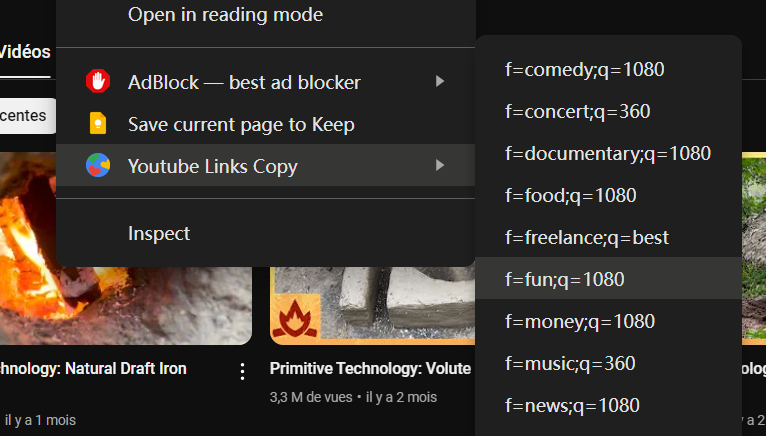 Open in reading mode
Vidéos
AdBlock — best ad blocker
centes
Save current page to Keep
Youtube Links Copy
Inspect
f=comedy;q=1080
f=concert;q=360
f=documentary;q=1080
f=food;q=1080
f=freelance;q=best
f=fun;q=1080
f=money;q=1080
f=music;q=360
f=news;q=1080
hnology: Natural Draft Iron
il y a 1 mois
Primitive Technology: Volute
3,3 M de vues • il y a 2 mois
olog
a 2